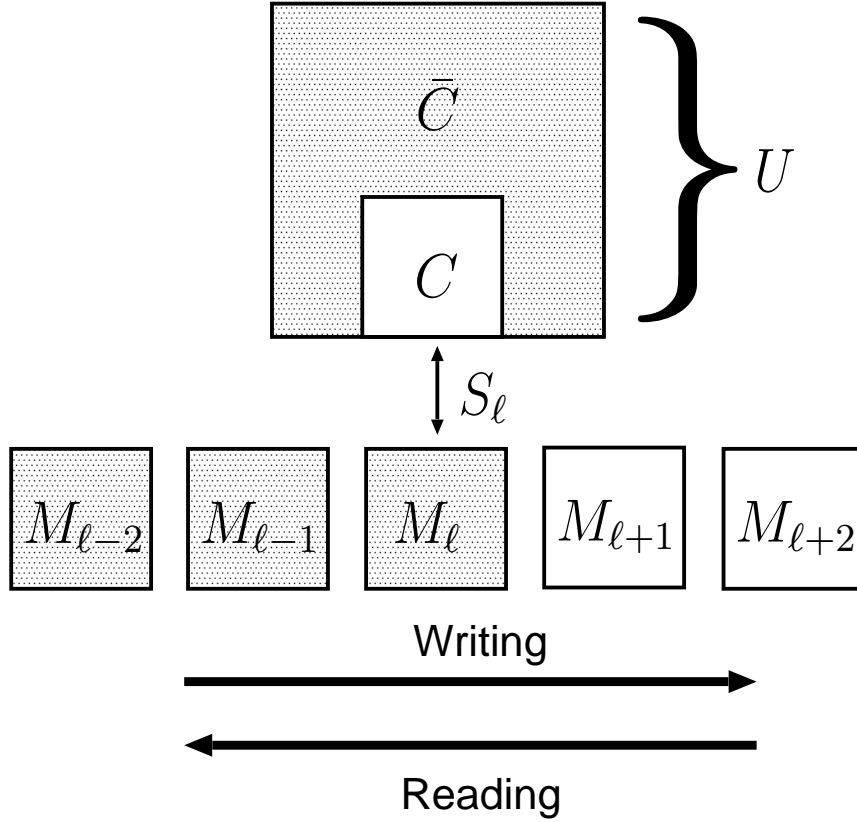 C̄
U
C
S_ℓ
M_{ℓ−2} M_{ℓ−1} M_ℓ M_{ℓ+1} M_{ℓ+2}
Writing
Reading